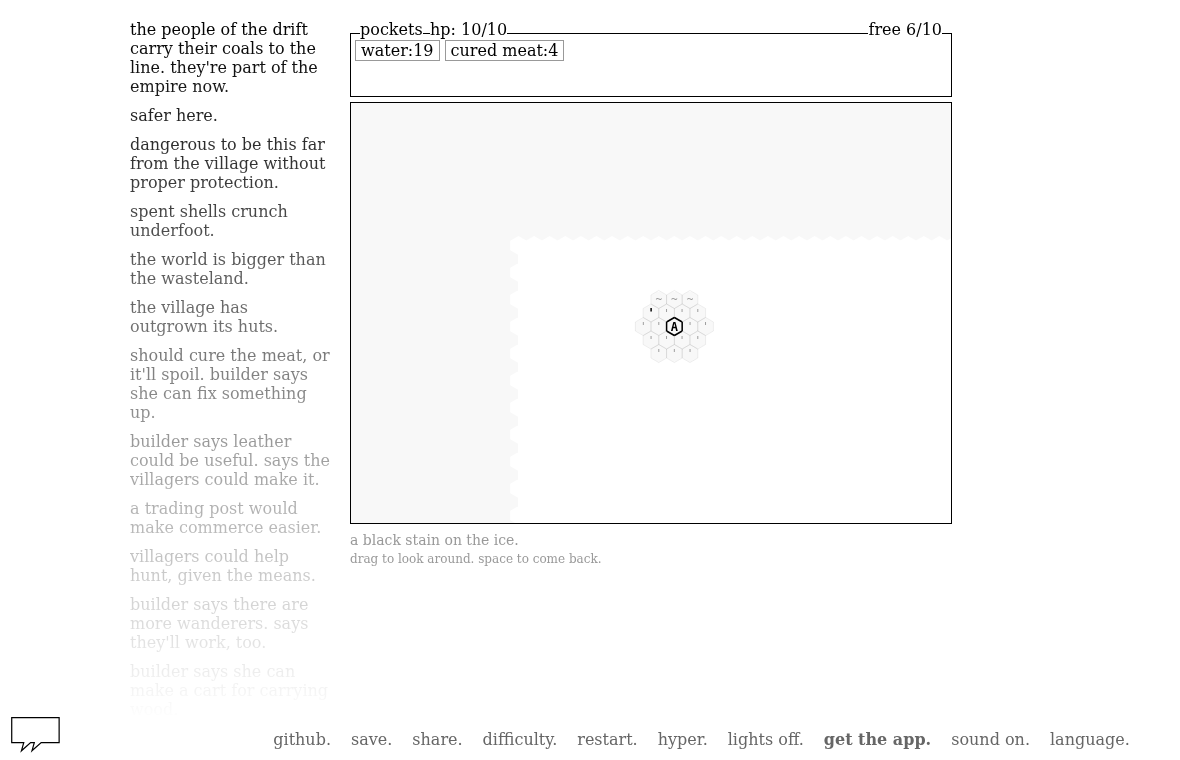 the people of the drift
carry their coals to the
line. they're part of the
empire now.
safer here.
dangerous to be this far
from the village without
proper protection.
spent shells crunch
underfoot.
the world is bigger than
the wasteland.
the village has
outgrown its huts.
should cure the meat, or
it'll spoil. builder says
she can fix something
up.
builder says leather
could be useful. says the
villagers could make it.
a trading post would
make commerce easier.
villagers could help
hunt, given the means.
builder says there are
more wanderers. says
they'll work, too.
builder says she can
make a cart for carrying
wood.
pockets hp: 10/10 free 6/10
water:19 cured meat:4
~ ~ ~
' ' ' '
' ' A ' '
' ' ' '
' ' '
a black stain on the ice.
drag to look around. space to come back.
github. save. share. difficulty. restart. hyper. lights off. get the app. sound on. language.